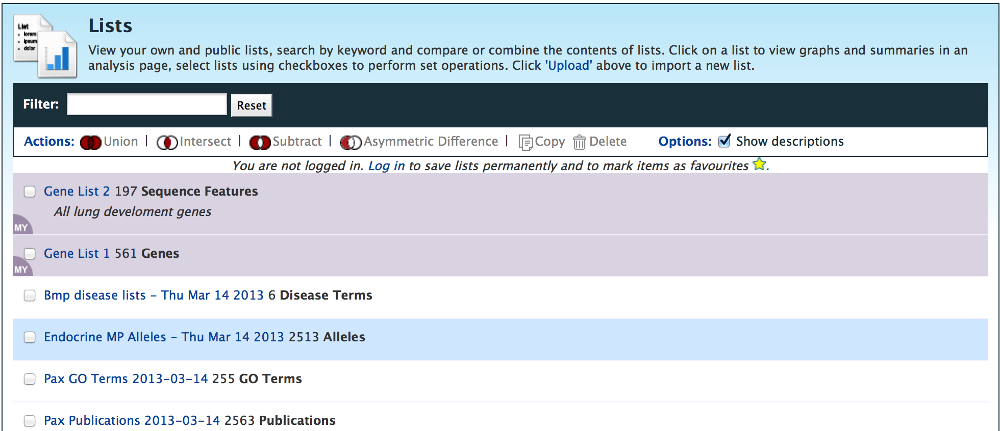 List
lorem
ipsum
dolor
Lists
View your own and public lists, search by keyword and compare or combine the contents of lists. Click on a list to view graphs and summaries in an
analysis page, select lists using checkboxes to perform set operations. Click 'Upload' above to import a new list.
Filter: Reset
Actions: Union | Intersect | Subtract | Asymmetric Difference | Copy Delete Options: Show descriptions
You are not logged in. Log in to save lists permanently and to mark items as favourites .
Gene List 2 197 Sequence Features
All lung develoment genes
MY
Gene List 1 561 Genes
MY
Bmp disease lists – Thu Mar 14 2013 6 Disease Terms
Endocrine MP Alleles – Thu Mar 14 2013 2513 Alleles
Pax GO Terms 2013–03–14 255 GO Terms
Pax Publications 2013–03–14 2563 Publications